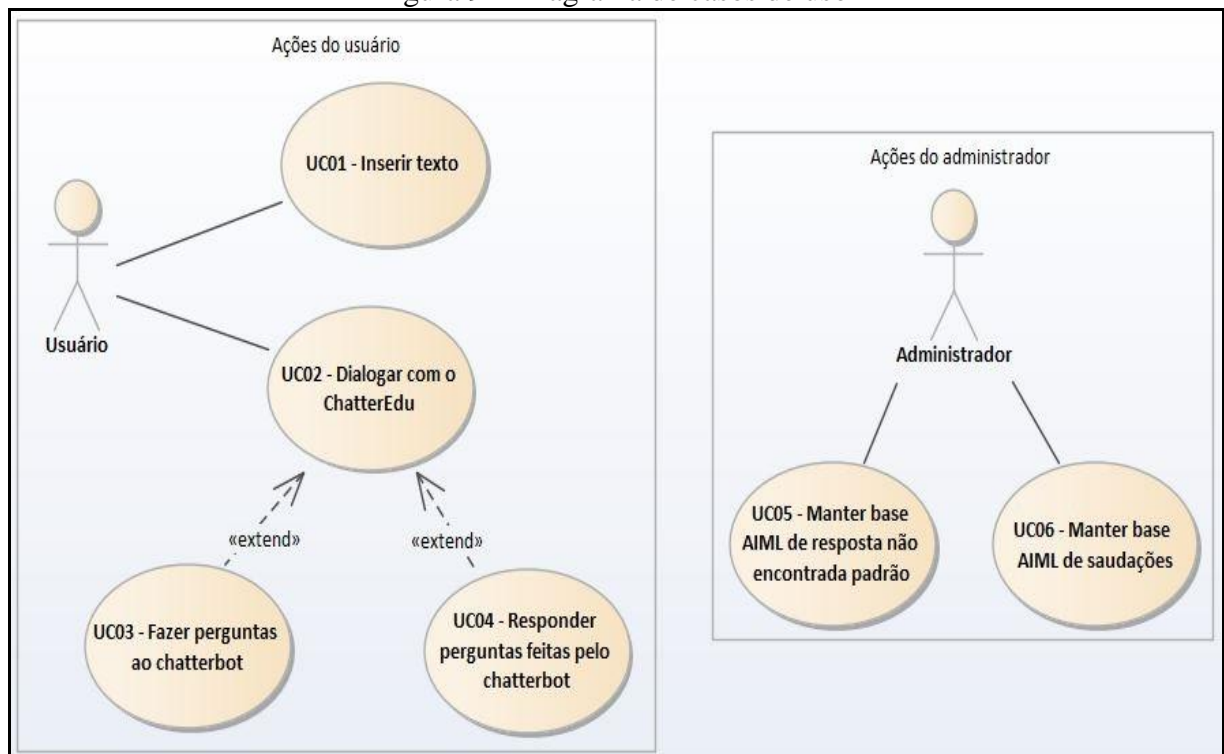 Ações do usuário
UC01 - Inserir texto
Usuário
UC02 - Dialogar com o
ChatterEdu
«extend»
«extend»
UC03 - Fazer perguntas
ao chatterbot
UC04 - Responder
perguntas feitas pelo
chatterbot
Ações do administrador
Administrador
UC05 - Manter base
AIML de resposta não
encontrada padrão
UC06 - Manter base
AIML de saudações